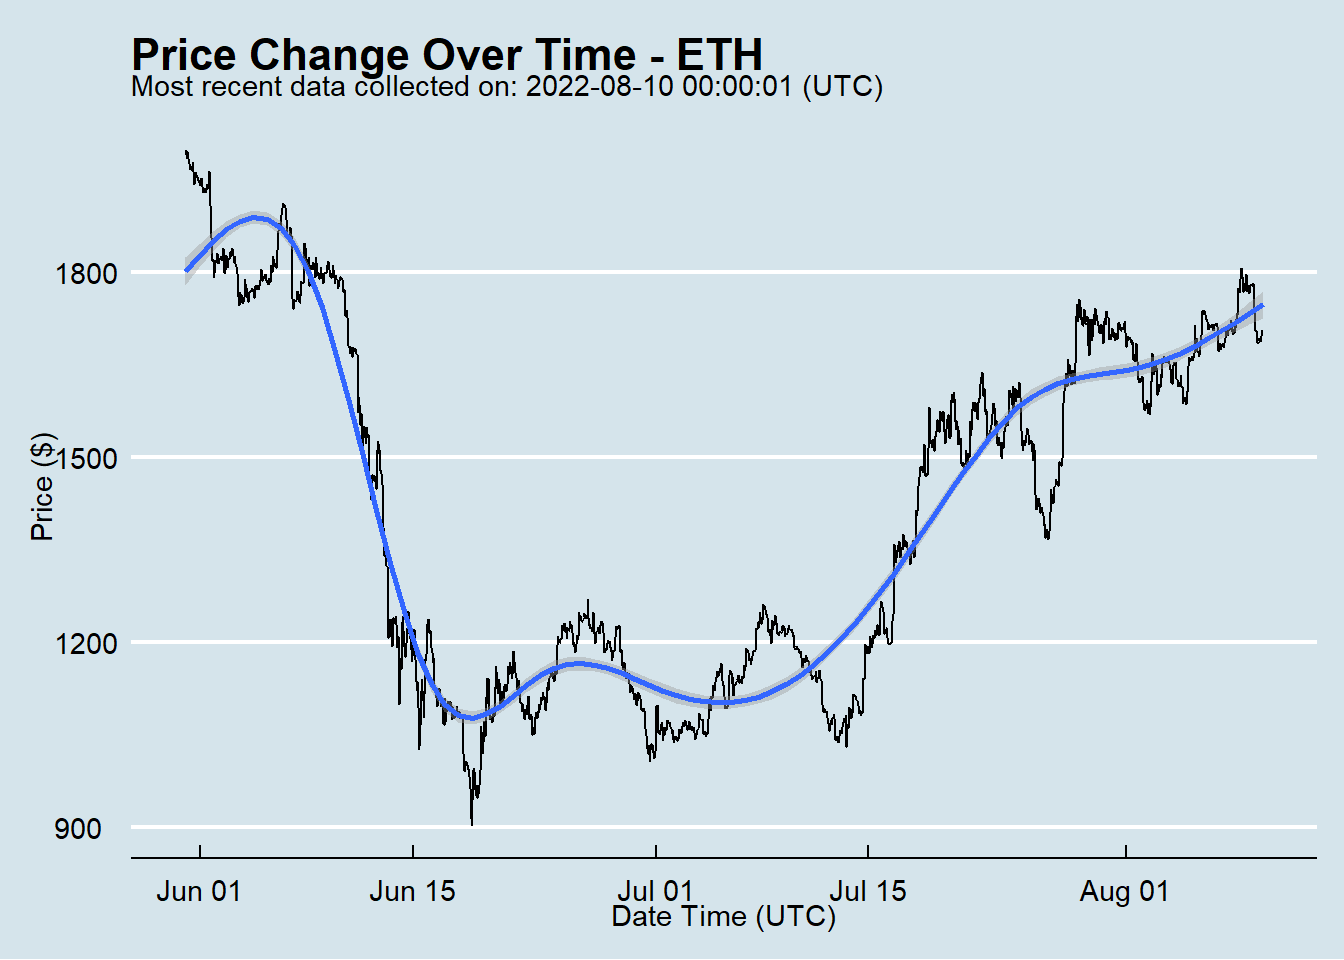 Price Change Over Time - ETH
Most recent data collected on: 2022-08-10 00:00:01 (UTC)
1800
1500
1200
900
Price ($)
Jun 01 Jun 15 Jul 01 Jul 15 Aug 01
Date Time (UTC)